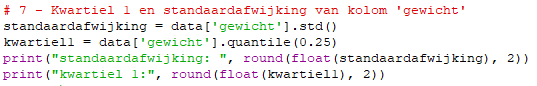 # 7 - Kwartiel 1 en standaardafwijking van kolom 'gewicht'
standaardafwijking = data['gewicht'].std()
kwartiel1 = data['gewicht'].quantile(0.25)
print("standaardafwijking: ", round(float(standaardafwijking), 2))
print("kwartiel 1:", round(float(kwartiel1), 2))